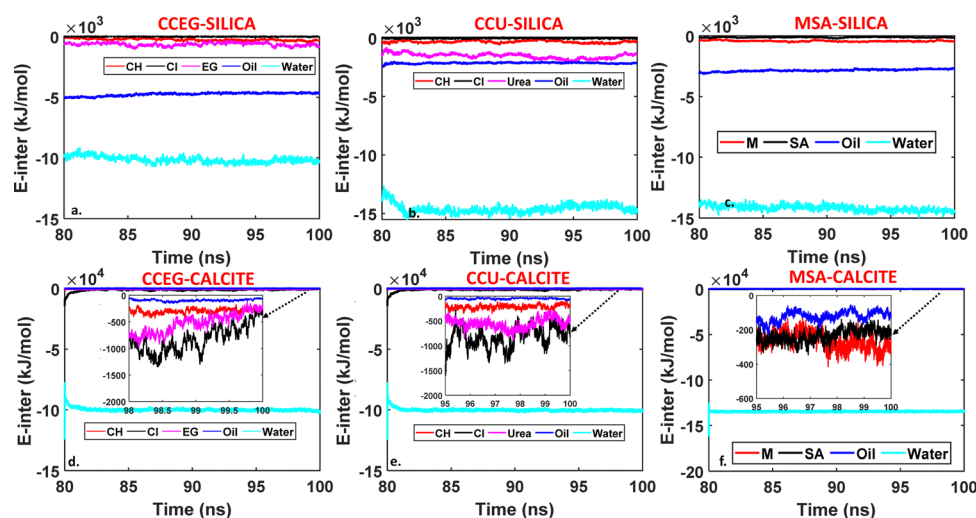 CCEG-SILICA
×10³
0
-5
-10
-15
E-inter (kJ/mol)
CH Cl EG Oil Water
a.
80 85 90 95 100
Time (ns)
CCU-SILICA
×10³
0
-5
-10
-15
E-inter (kJ/mol)
CH Cl Urea Oil Water
b.
80 85 90 95 100
Time (ns)
MSA-SILICA
×10³
0
-5
-10
-15
E-inter (kJ/mol)
M SA Oil Water
c.
80 85 90 95 100
Time (ns)
CCEG-CALCITE
×10⁴
0
-5
-10
-15
E-inter (kJ/mol)
0
-500
-1000
-1500
-2000
98 98.5 99 99.5 100
CH Cl EG Oil Water
d.
80 85 90 95 100
Time (ns)
CCU-CALCITE
×10⁴
0
-5
-10
-15
E-inter (kJ/mol)
0
-500
-1000
-1500
-2000
95 96 97 98 99 100
CH Cl Urea Oil Water
e.
80 85 90 95 100
Time (ns)
MSA-CALCITE
×10⁴
0
-5
-10
-15
-20
E-inter (kJ/mol)
0
-200
-400
-600
95 96 97 98 99 100
M SA Oil Water
f.
80 85 90 95 100
Time (ns)